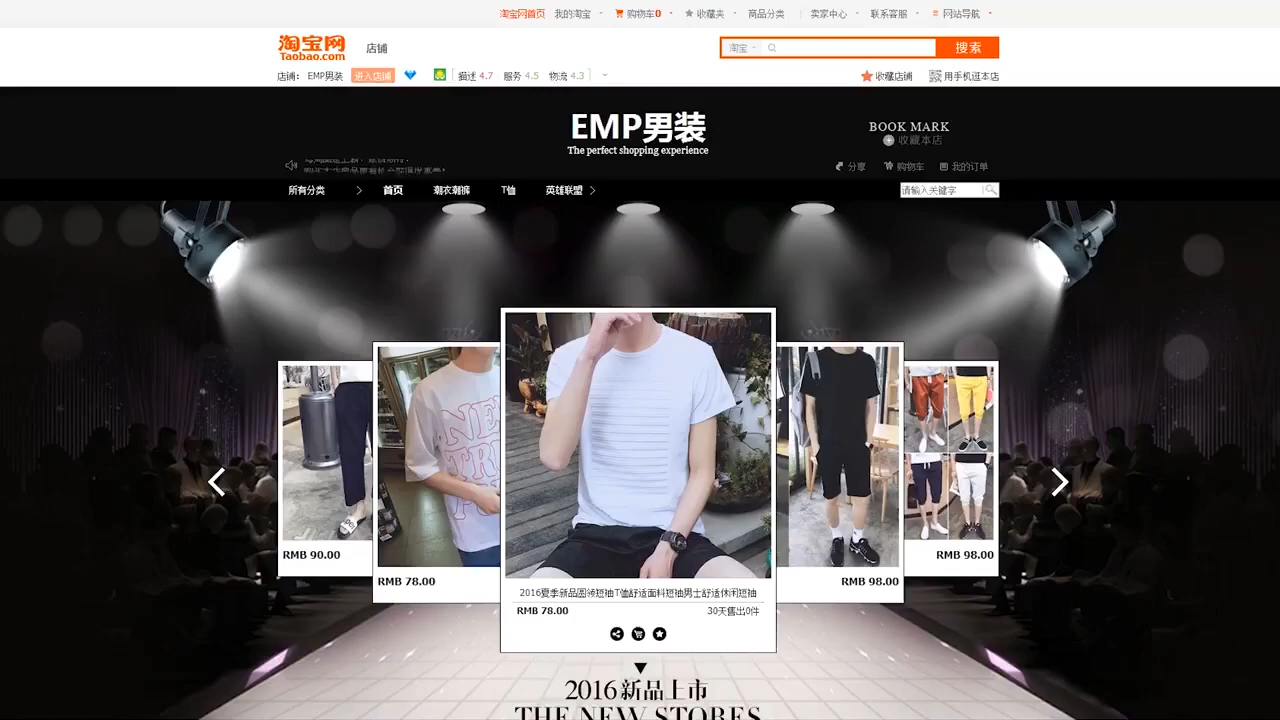 淘宝网首页 我的淘宝 购物车0 收藏夹 商品分类 卖家中心 联系客服 网站导航
淘宝网
Taobao.com
店铺
淘宝
搜索
店铺: EMP男装 进入店铺 描述 4.7 服务 4.5 物流 4.3
收藏店铺 用手机逛本店
EMP男装
The perfect shopping experience
BOOK MARK
收藏本店
分享 购物车 我的订单
所有分类 首页 潮衣潮裤 T恤 英雄联盟
请输入关键字
RMB 90.00
RMB 78.00
2016夏季新品圆领短袖T恤舒适面料短袖男士舒适休闲短袖
RMB 78.00 30天售出0件
RMB 98.00
RMB 98.00
2016新品上市
THE NEW STORES